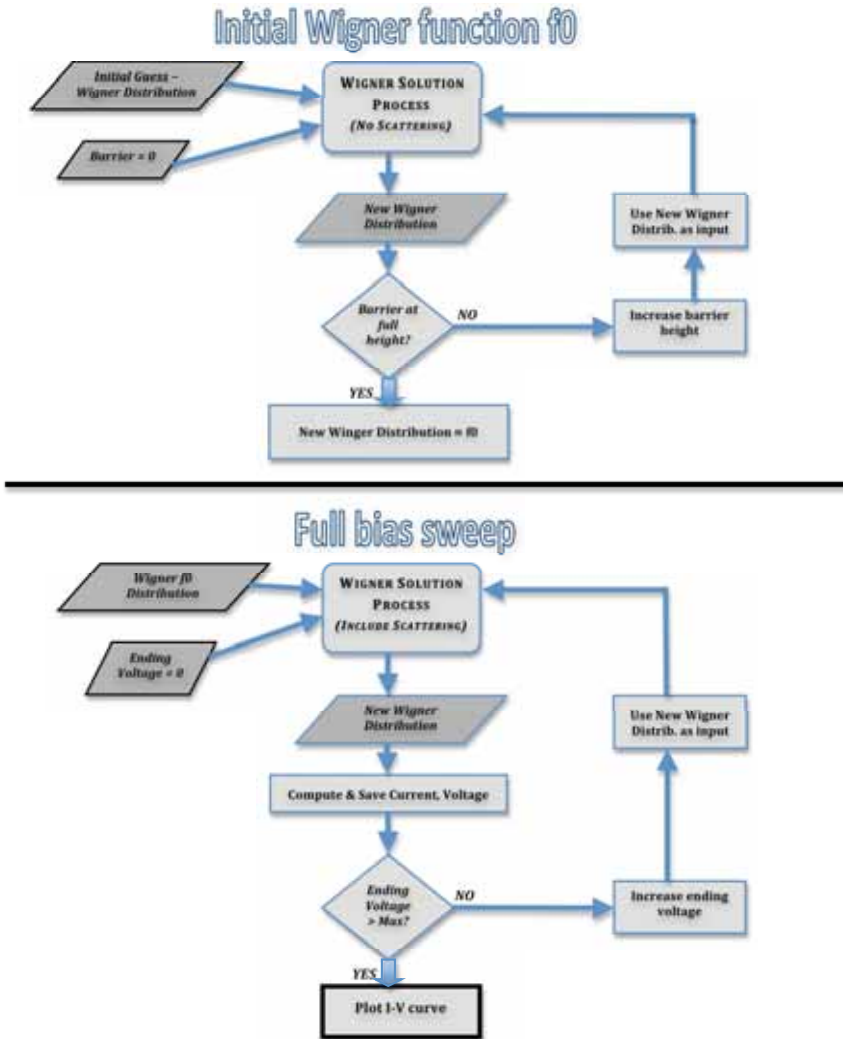 Initial Wigner function f0
Initial Guess –
Wigner Distribution
WIGNER SOLUTION
PROCESS
(NO SCATTERING)
Barrier = 0
New Wigner
Distribution
Use New Wigner
Distrib. as input
Barrier at
full
height?
NO
Increase barrier
height
YES
New Winger Distribution = f0
Full bias sweep
Wigner f0
Distribution
WIGNER SOLUTION
PROCESS
(INCLUDE SCATTERING)
Ending
Voltage = 0
New Wigner
Distribution
Use New Wigner
Distrib. as input
Compute & Save Current, Voltage
Ending
Voltage
> Max?
NO
Increase ending
voltage
YES
Plot I-V curve